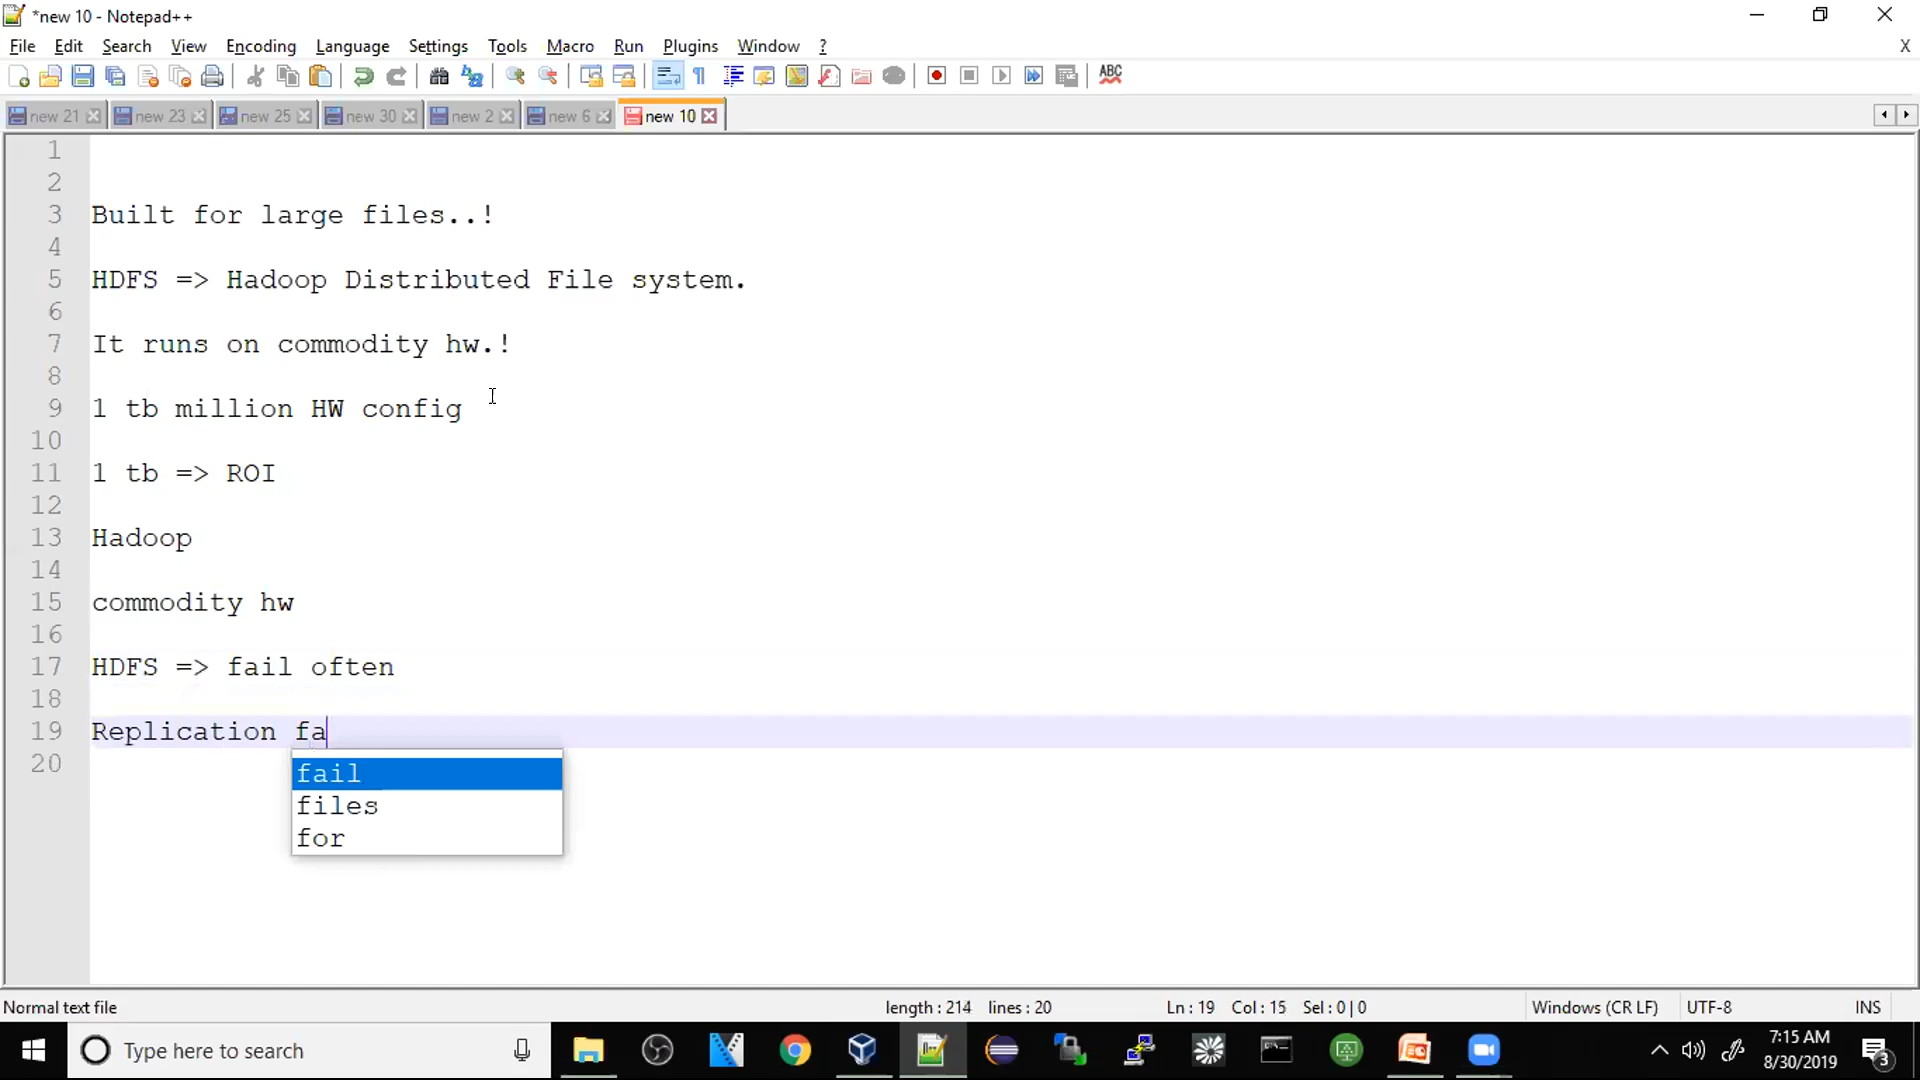 *new 10 - Notepad++
File Edit Search View Encoding Language Settings Tools Macro Run Plugins Window ? X
ABC
new 21 new 23 new 25 new 30 new 2 new 6 new 10
1
2
3 Built for large files..!
4
5 HDFS => Hadoop Distributed File system.
6
7 It runs on commodity hw.!
8
9 1 tb million HW config
10
11 1 tb => ROI
12
13 Hadoop
14
15 commodity hw
16
17 HDFS => fail often
18
19 Replication fa
20
fail
files
for
Normal text file length : 214 lines : 20 Ln : 19 Col : 15 Sel : 0 | 0 Windows (CR LF) UTF-8 INS
Type here to search
7:15 AM
8/30/2019
3